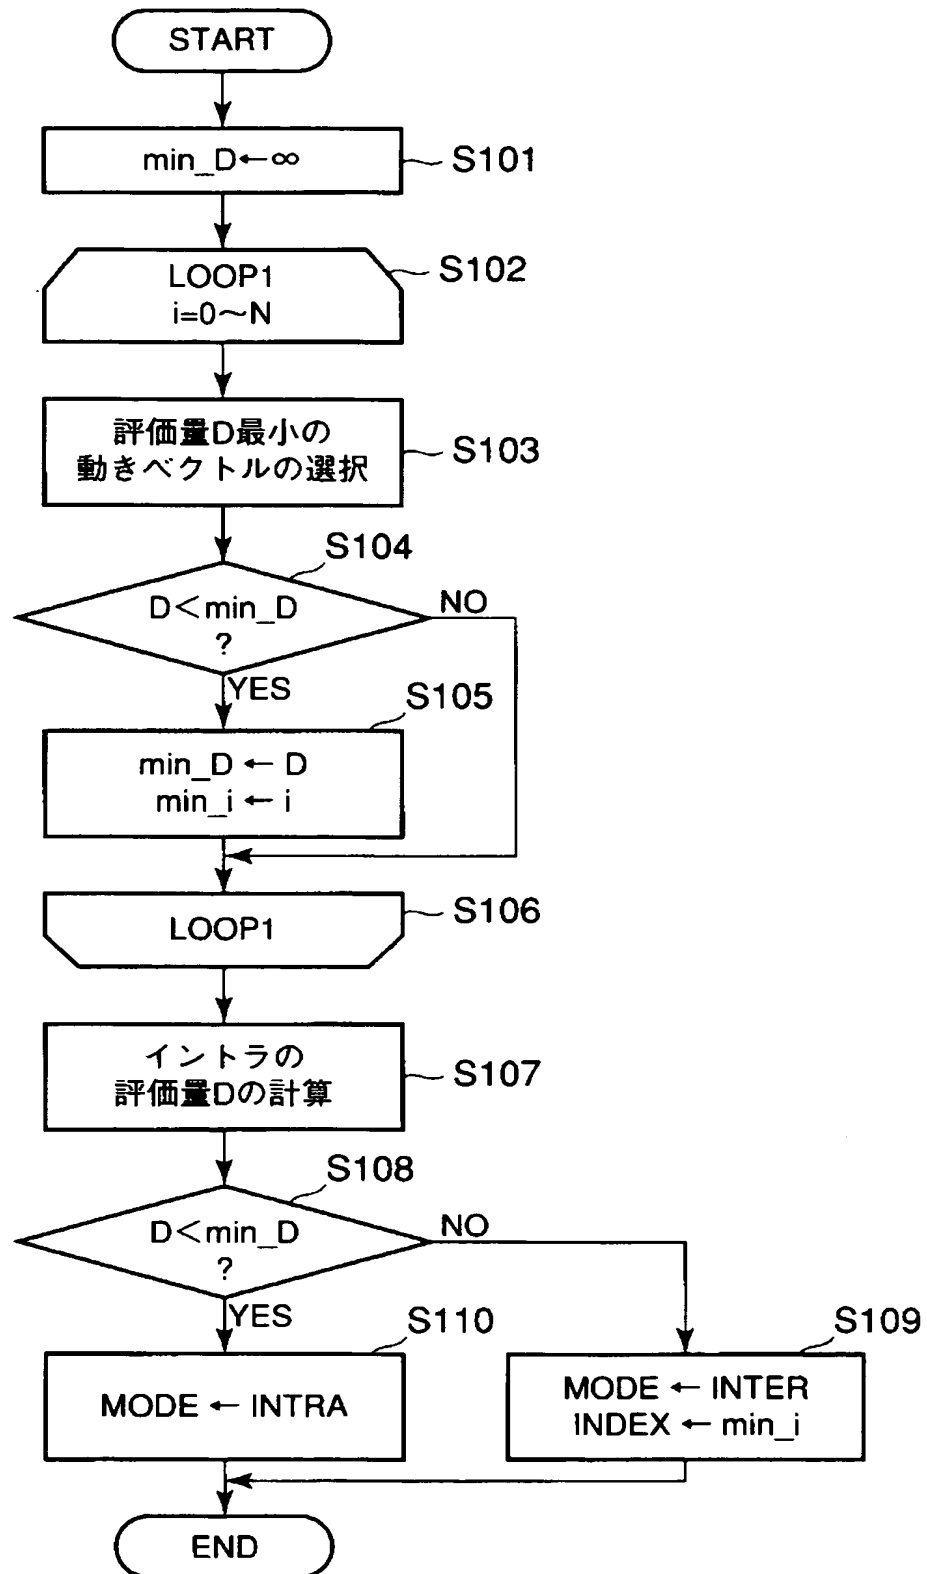 START
min_D←∞
S101
LOOP1
i=0～N
S102
評価量D最小の
動きベクトルの選択
S103
S104
D＜min_D
?
NO
YES
S105
min_D ← D
min_i ← i
LOOP1
S106
イントラの
評価量Dの計算
S107
S108
D＜min_D
?
NO
YES
S110
MODE ← INTRA
S109
MODE ← INTER
INDEX ← min_i
END